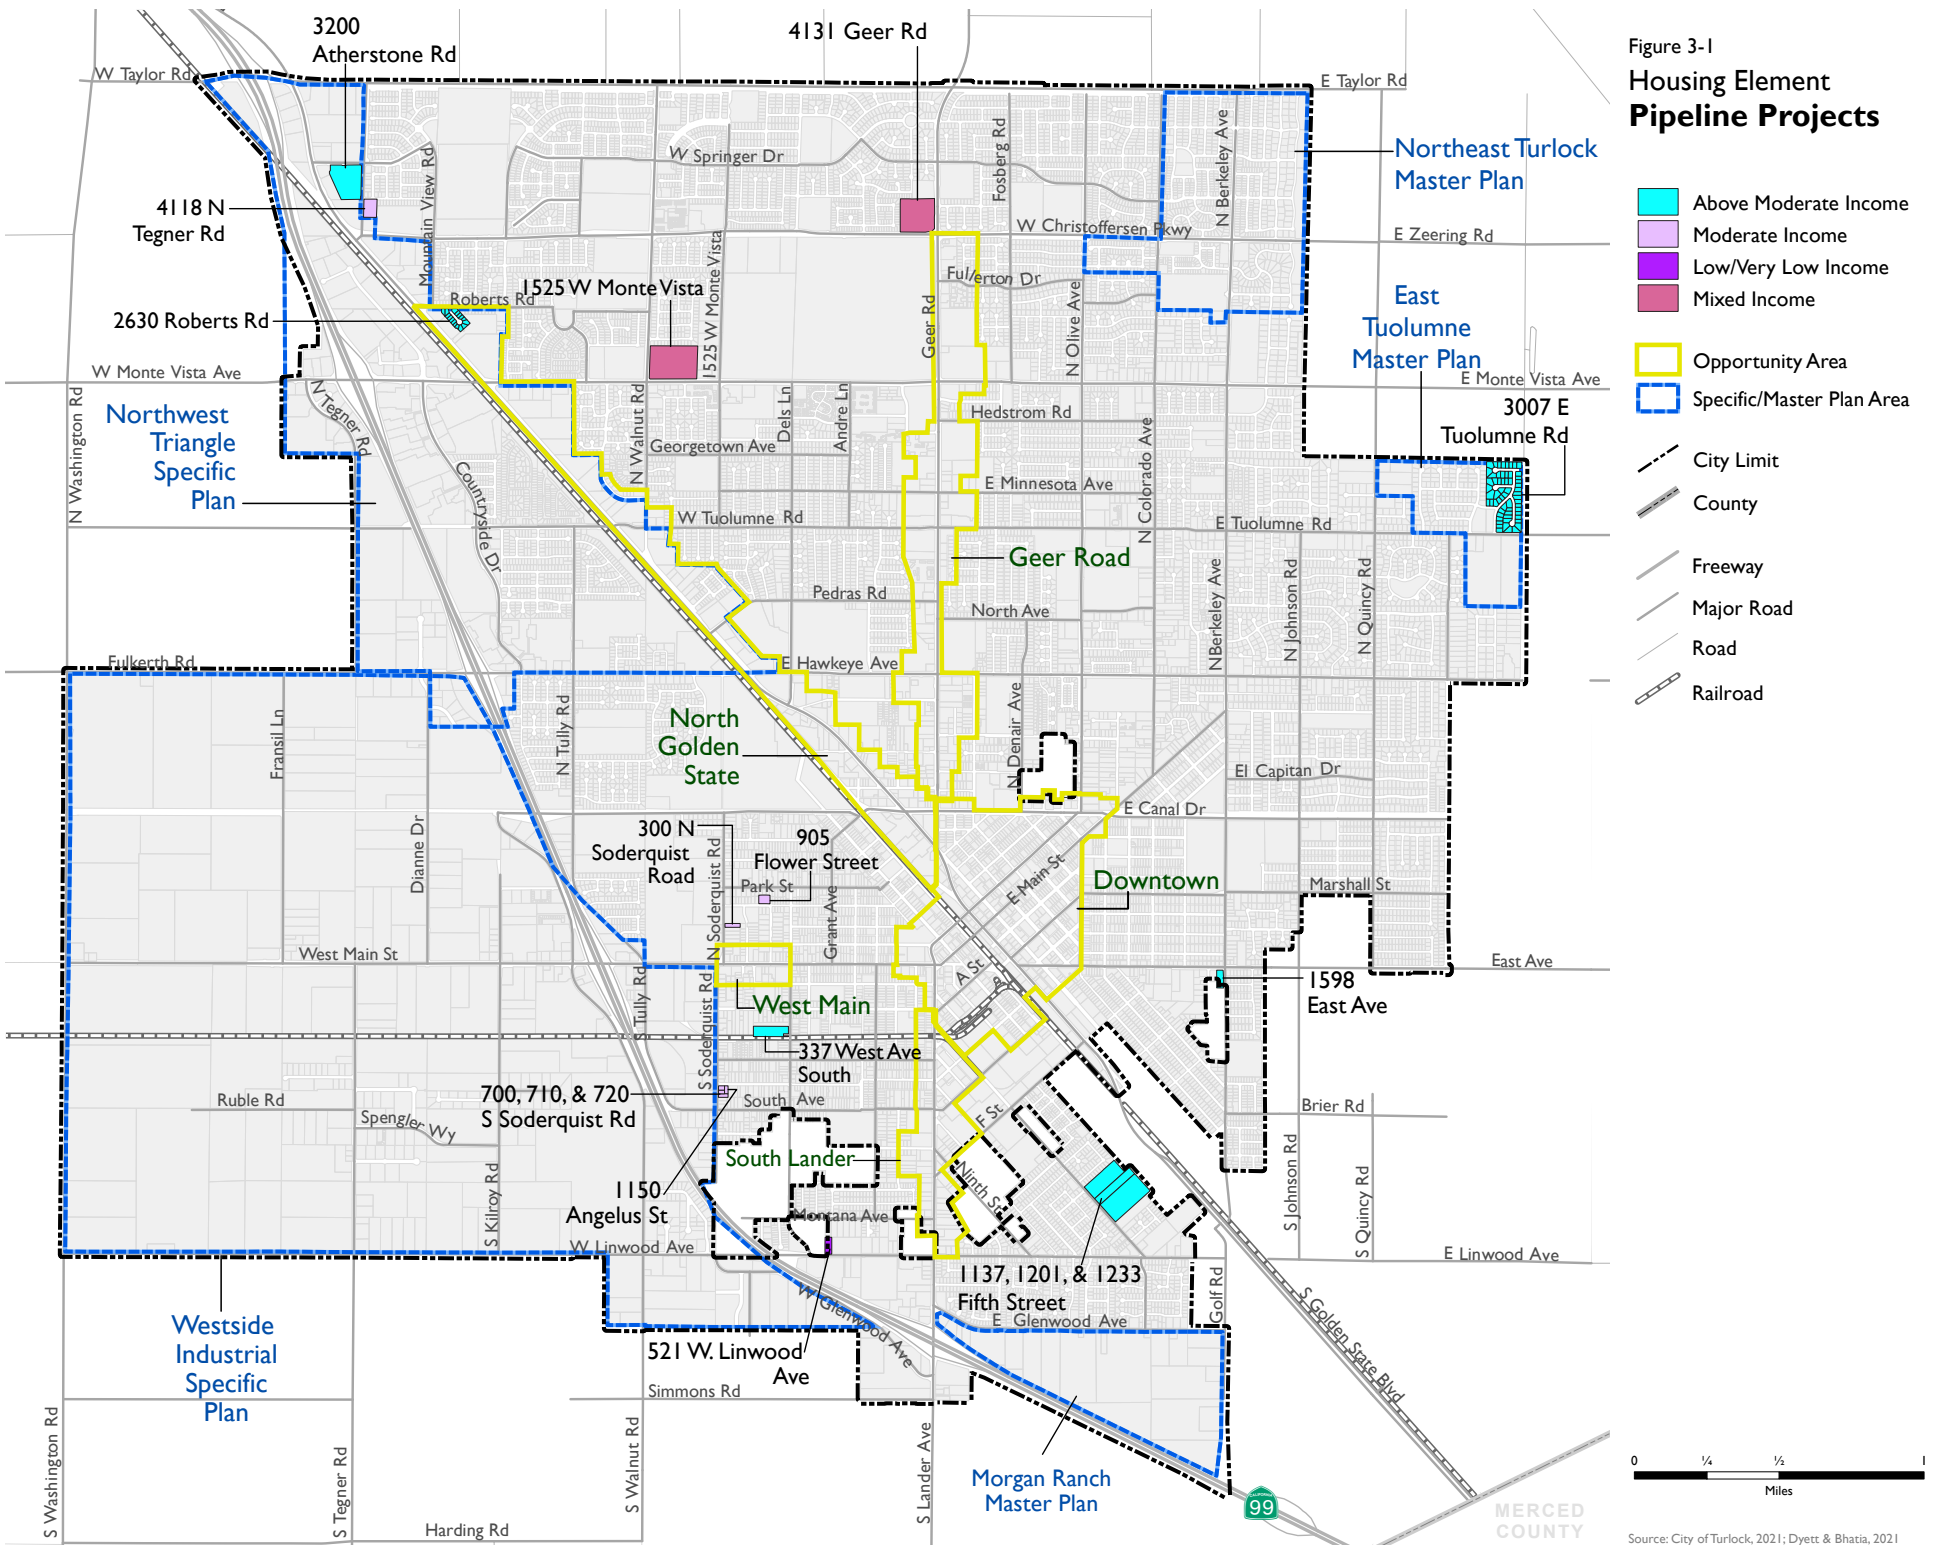 3200
Atherstone Rd
4131 Geer Rd
W Taylor Rd
E Taylor Rd
W Springer Dr
Mountain View Rd
Fosberg Rd
N Berkeley Ave
Northeast Turlock
Master Plan
4118 N
Tegner Rd
W Christoffersen Pkwy
E Zeering Rd
1525 W Monte Vista
1525 W Monte Vista
Fullerton Dr
Roberts Rd
2630 Roberts Rd
Geer Rd
N Olive Ave
East
Tuolumne
Master Plan
W Monte Vista Ave
E Monte Vista Ave
N Washington Rd
Northwest
Triangle
Specific
Plan
N Tegner Rd
Countryside Dr
N Walnut Rd
Dels Ln
Andre Ln
Hedstrom Rd
Georgetown Ave
N Colorado Ave
3007 E
Tuolumne Rd
E Minnesota Ave
W Tuolumne Rd
E Tuolumne Rd
Geer Road
Pedras Rd
North Ave
NBerkeley Ave
N Johnson Rd
N Quincy Rd
Fulkerth Rd
E Hawkeye Ave
Fransil Ln
N Tully Rd
North
Golden
State
N Denair Ave
El Capitan Dr
E Canal Dr
Dianne Dr
300 N
Soderquist
Road
905
Flower Street
N Soderquist Rd
Park St
Grant Ave
E Main St
Downtown
Marshall St
West Main St
East Ave
A St
West Main
1598
East Ave
Tully Rd
S Soderquist Rd
337 West Ave
South
700, 710, & 720
S Soderquist Rd
South Ave
Ruble Rd
Spengler Wy
F St
Brier Rd
South Lander
Ninth St
S Kilroy Rd
1150
Angelus St
Montana Ave
S Johnson Rd
S Quincy Rd
W Linwood Ave
E Linwood Ave
1137, 1201, & 1233
Fifth Street
W Glenwood Ave
E Glenwood Ave
Golf Rd
S Golden State Blvd
Westside
Industrial
Specific
Plan
521 W. Linwood
Ave
Simmons Rd
S Washington Rd
S Tegner Rd
S Walnut Rd
S Lander Ave
Morgan Ranch
Master Plan
Harding Rd
CALIFORNIA
99
MERCED
COUNTY
Figure 3-1
Housing Element
Pipeline Projects
Above Moderate Income
Moderate Income
Low/Very Low Income
Mixed Income
Opportunity Area
Specific/Master Plan Area
City Limit
County
Freeway
Major Road
Road
Railroad
0 ¼ ½ 1
Miles
Source: City of Turlock, 2021; Dyett & Bhatia, 2021